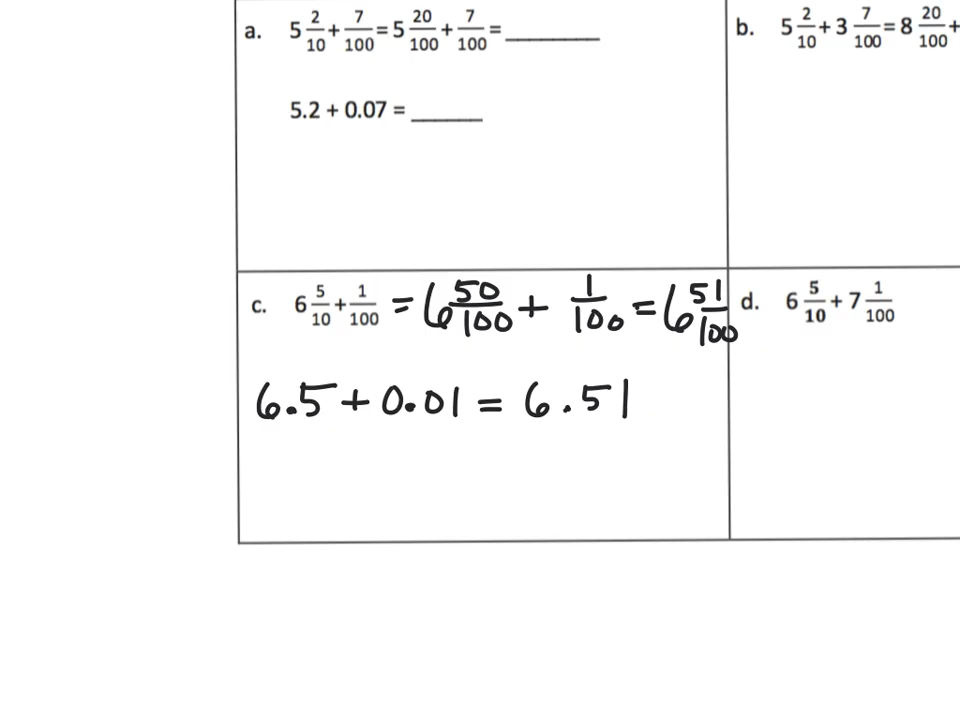 a. 5 2/10 + 7/100 = 5 20/100 + 7/100 = ______
5.2 + 0.07 = ______
b. 5 2/10 + 3 7/100 = 8 20/100 +
c. 6 5/10 + 1/100 = 6 50/100 + 1/100 = 6 51/100
6.5 + 0.01 = 6.51
d. 6 5/10 + 7 1/100